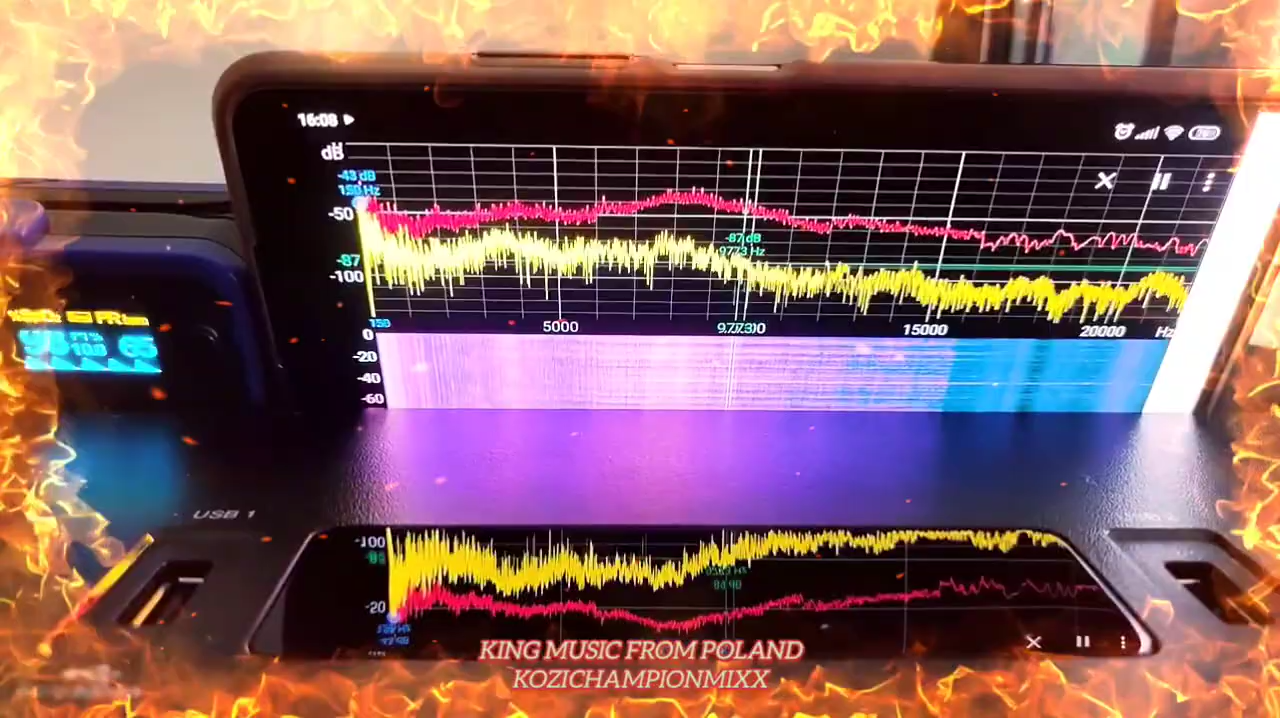 16:08
dB
-43 dB
150 Hz
-50
-87 dB
9773 Hz
-87
-100
150
5000
15000
20000
Hz
0
-20
-40
-60
USB 1
-100
-20
KING MUSIC FROM POLAND
KOZICHAMPIONMIXX